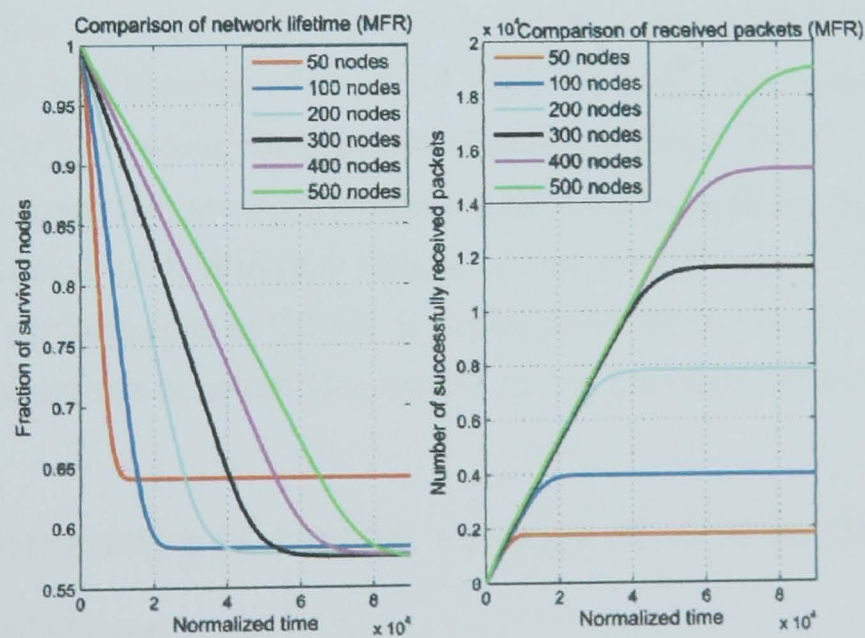 Comparison of network lifetime (MFR)
50 nodes
100 nodes
200 nodes
300 nodes
400 nodes
500 nodes
1
0.95
0.9
0.85
0.8
0.75
0.7
0.65
0.6
0.55
Fraction of survived nodes
0
2
4
6
8
x 10⁴
Normalized time
x 10⁴
Comparison of received packets (MFR)
50 nodes
100 nodes
200 nodes
300 nodes
400 nodes
500 nodes
2
1.8
1.6
1.4
1.2
1
0.8
0.6
0.4
0.2
0
Number of successfully received packets
0
2
4
6
8
x 10⁴
Normalized time